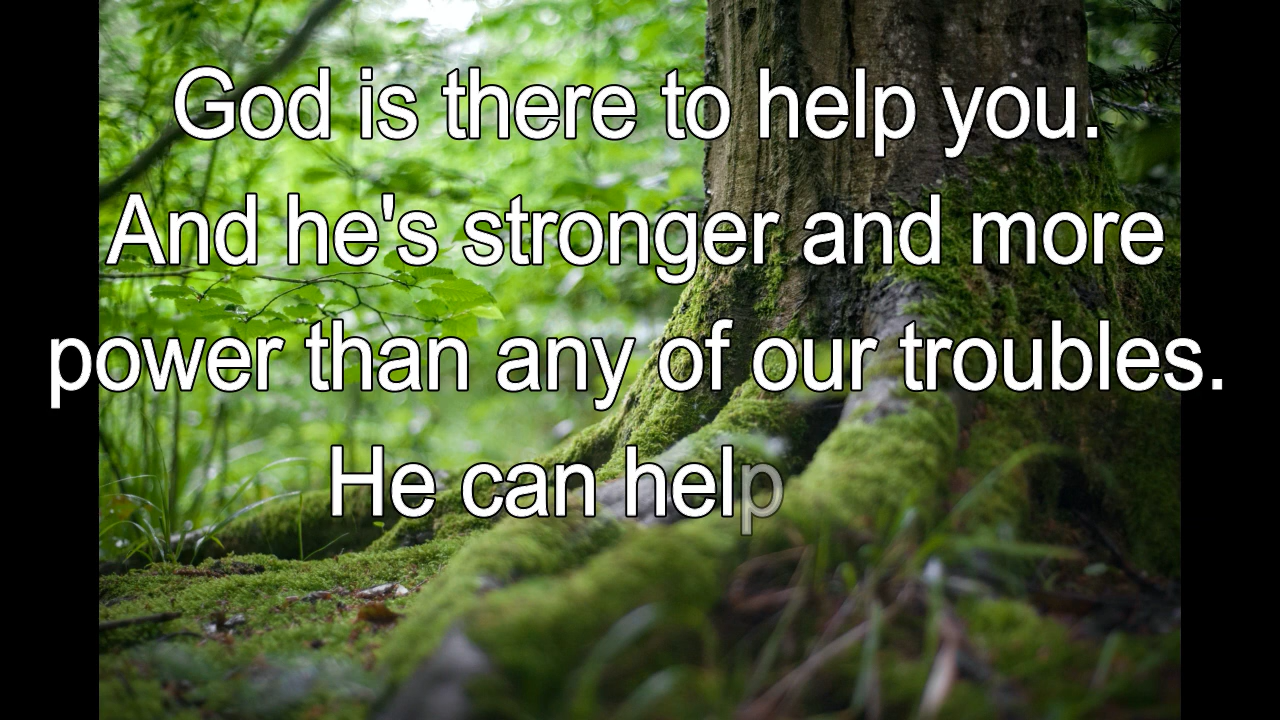 God is there to help you.
And he's stronger and more
power than any of our troubles.
He can help